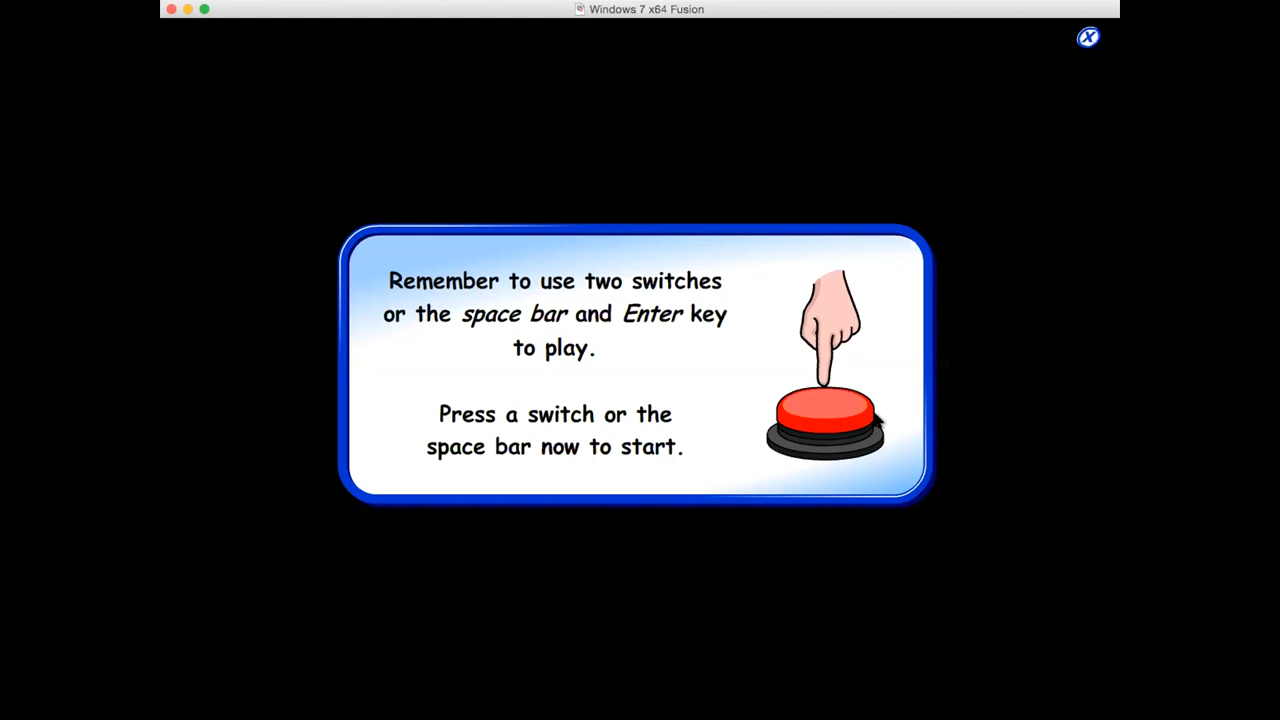 Windows 7 x64 Fusion
X
Remember to use two switches
or the space bar and Enter key
to play.
Press a switch or the
space bar now to start.